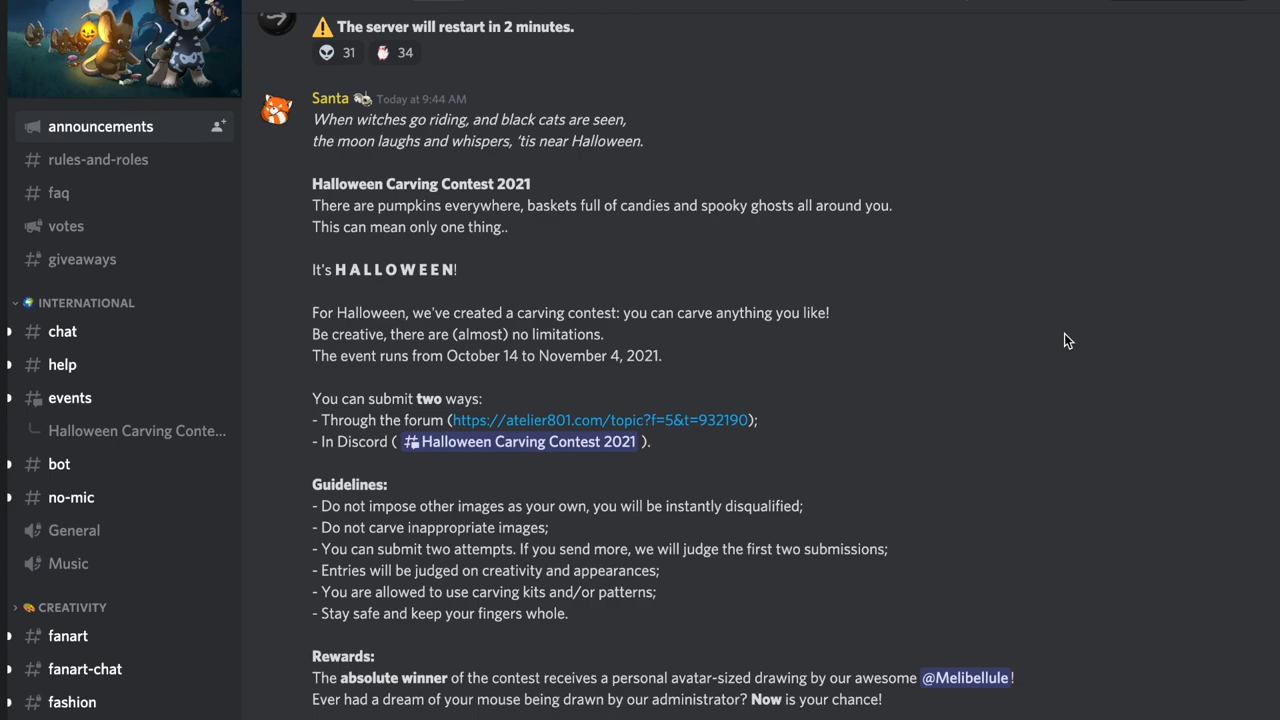 ⚠ The server will restart in 2 minutes.
31 34
announcements
rules-and-roles
faq
votes
giveaways
INTERNATIONAL
chat
help
events
Halloween Carving Conte...
bot
no-mic
General
Music
CREATIVITY
fanart
fanart-chat
fashion
Santa Today at 9:44 AM
When witches go riding, and black cats are seen,
the moon laughs and whispers, ‘tis near Halloween.
Halloween Carving Contest 2021
There are pumpkins everywhere, baskets full of candies and spooky ghosts all around you.
This can mean only one thing..
It's H A L L O W E E N!
For Halloween, we've created a carving contest: you can carve anything you like!
Be creative, there are (almost) no limitations.
The event runs from October 14 to November 4, 2021.
You can submit two ways:
- Through the forum (https://atelier801.com/topic?f=5&t=932190);
- In Discord ( # Halloween Carving Contest 2021 ).
Guidelines:
- Do not impose other images as your own, you will be instantly disqualified;
- Do not carve inappropriate images;
- You can submit two attempts. If you send more, we will judge the first two submissions;
- Entries will be judged on creativity and appearances;
- You are allowed to use carving kits and/or patterns;
- Stay safe and keep your fingers whole.
Rewards:
The absolute winner of the contest receives a personal avatar-sized drawing by our awesome @Melibellule!
Ever had a dream of your mouse being drawn by our administrator? Now is your chance!